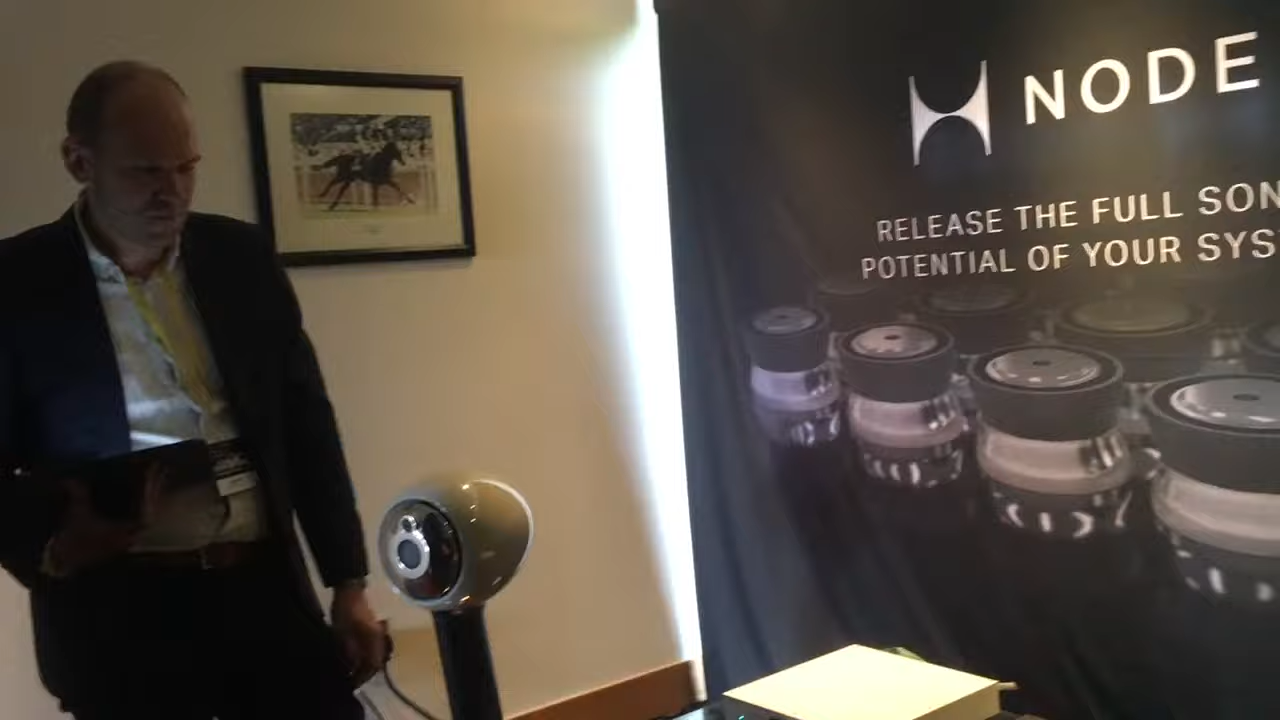 NODE
RELEASE THE FULL SON
POTENTIAL OF YOUR SYS